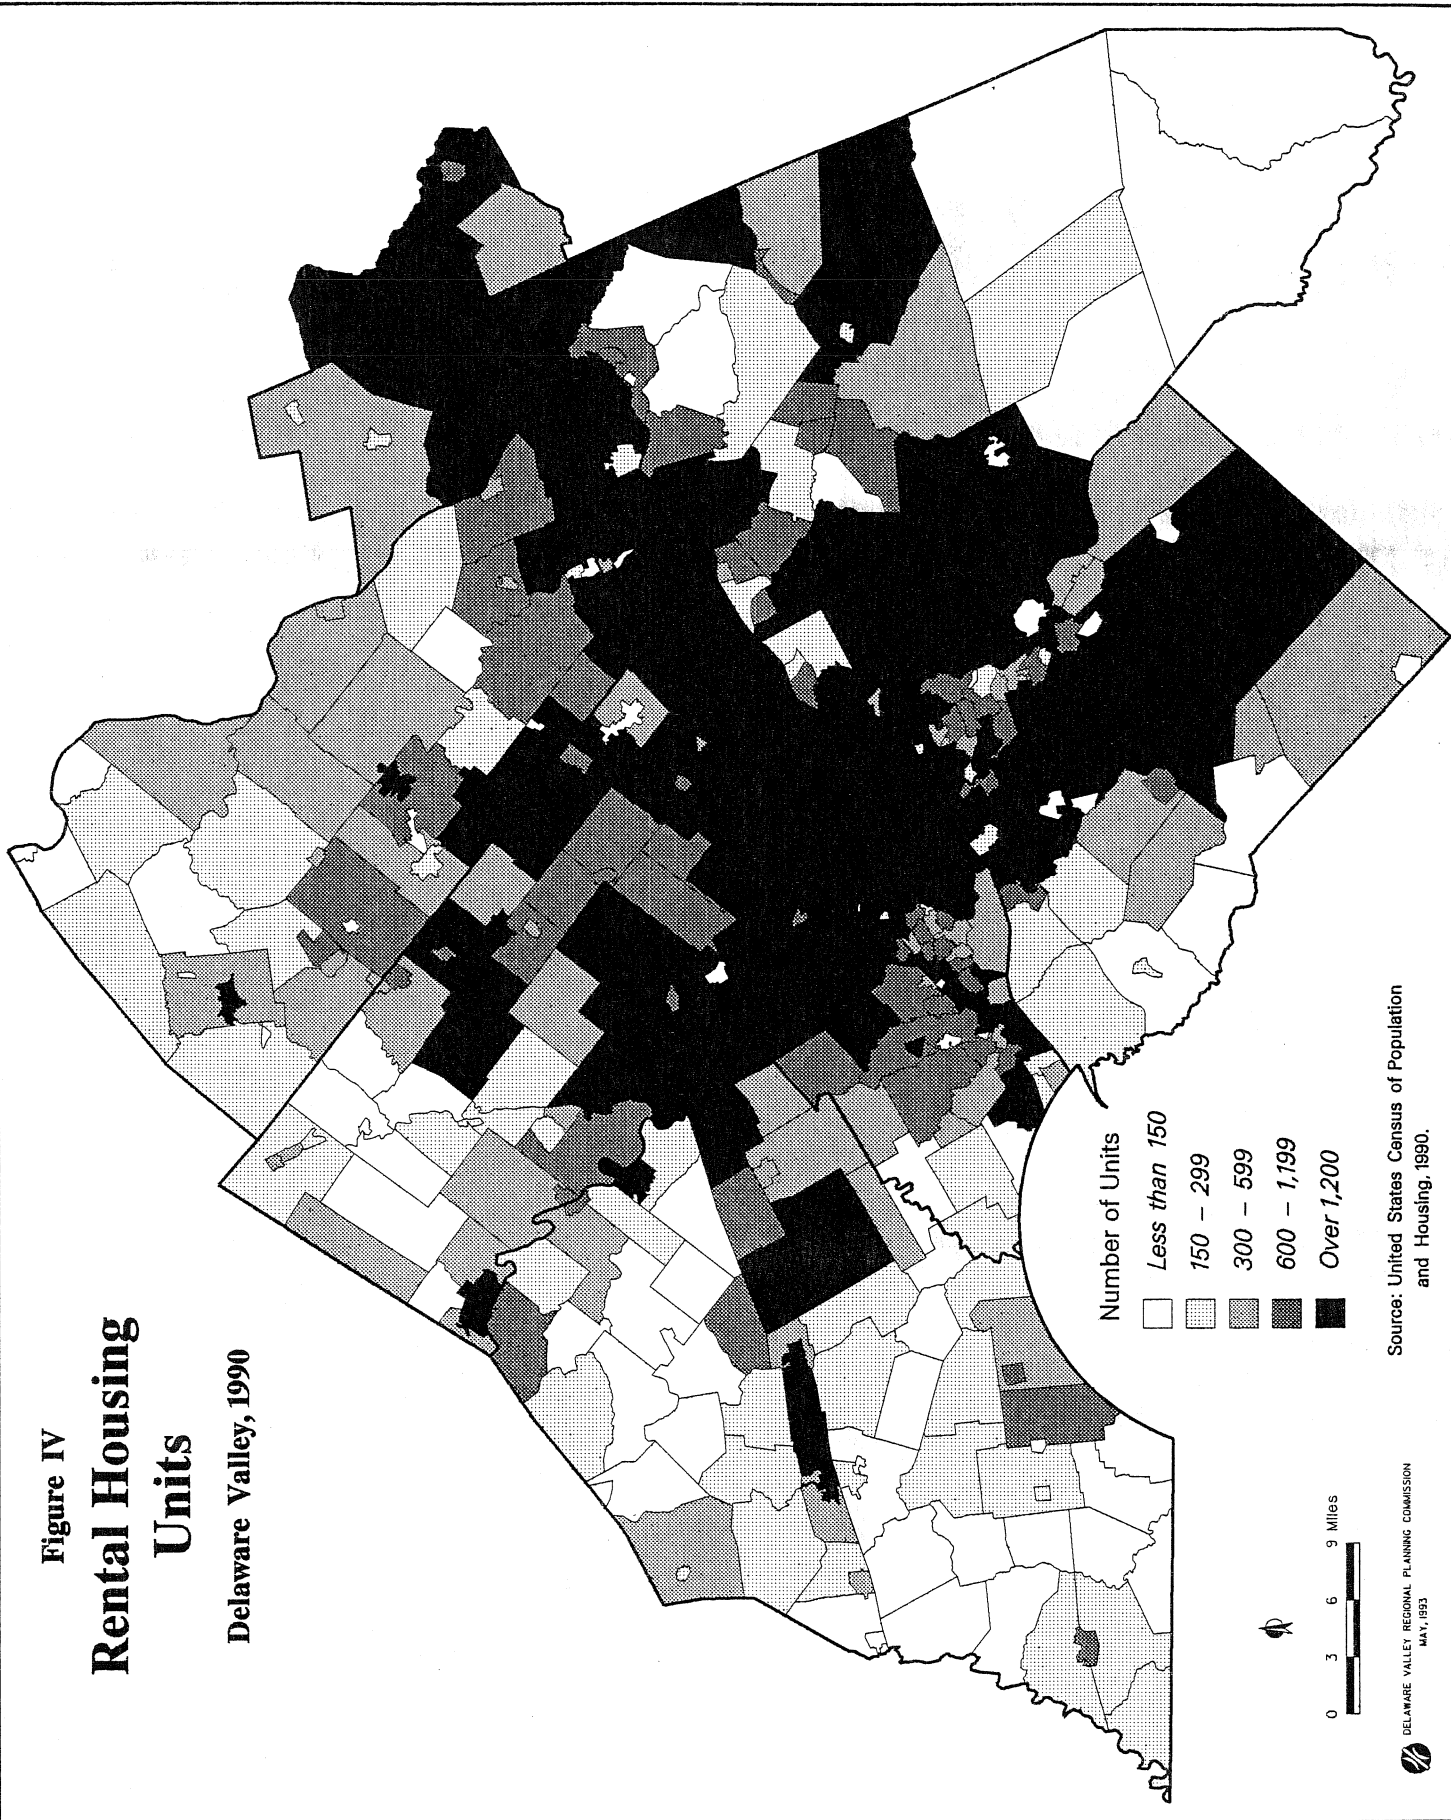 Figure IV
Rental Housing
Units
Delaware Valley, 1990
Number of Units
Less than 150
150 – 299
300 – 599
600 – 1,199
Over 1,200
Source: United States Census of Population
and Housing, 1990.
0 3 6 9 Miles
DELAWARE VALLEY REGIONAL PLANNING COMMISSION
MAY, 1993